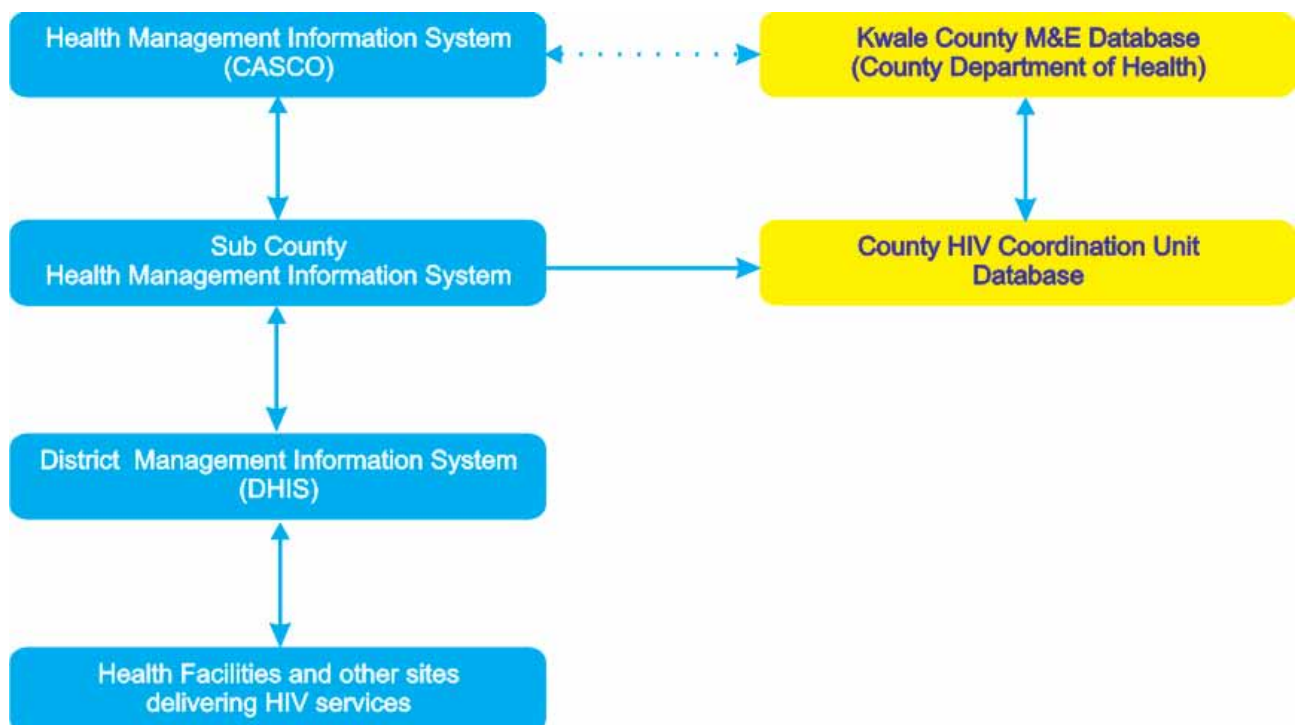 Health Management Information System
(CASCO)
Kwale County M&E Database
(County Department of Health)
Sub County
Health Management Information System
County HIV Coordination Unit
Database
District Management Information System
(DHIS)
Health Facilities and other sites
delivering HIV services